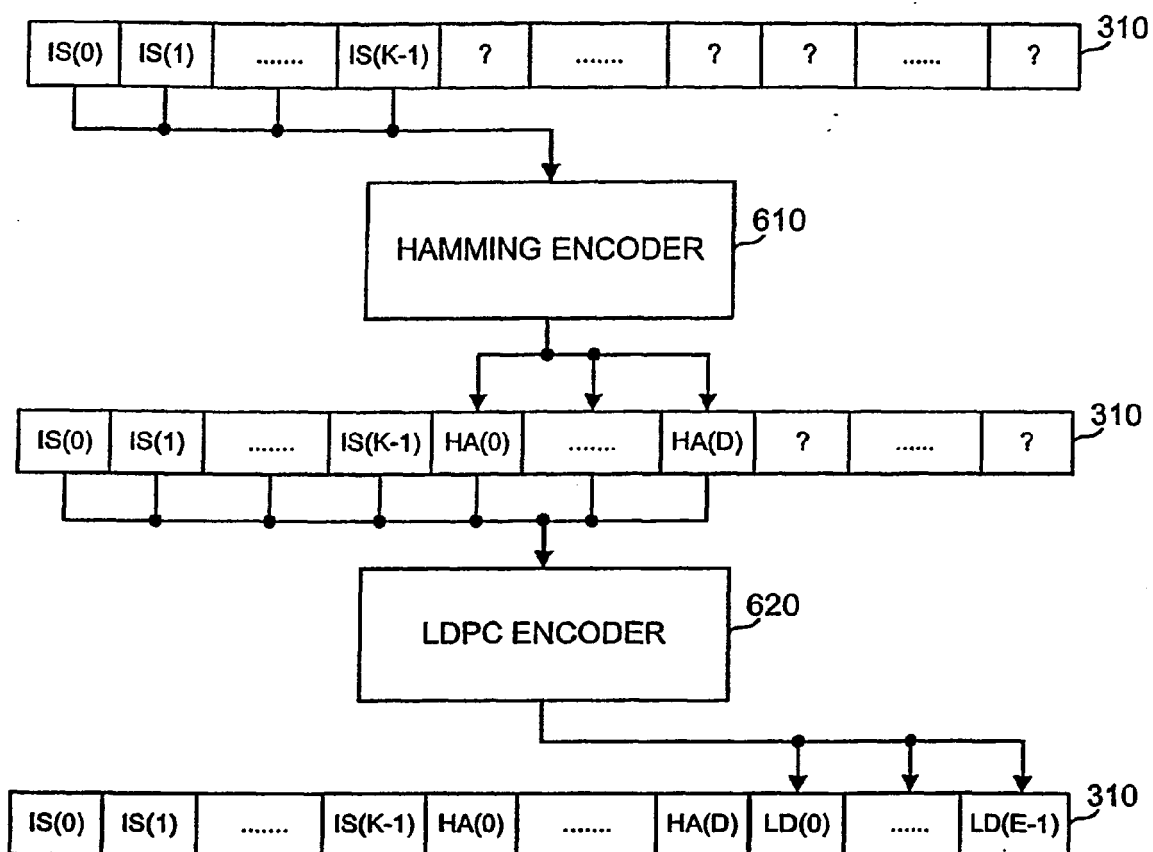 IS(0) IS(1) ....... IS(K-1) ? ....... ? ? ...... ? 310
HAMMING ENCODER 610
IS(0) IS(1) ....... IS(K-1) HA(0) ....... HA(D) ? ...... ? 310
LDPC ENCODER 620
IS(0) IS(1) ....... IS(K-1) HA(0) ....... HA(D) LD(0) ...... LD(E-1) 310